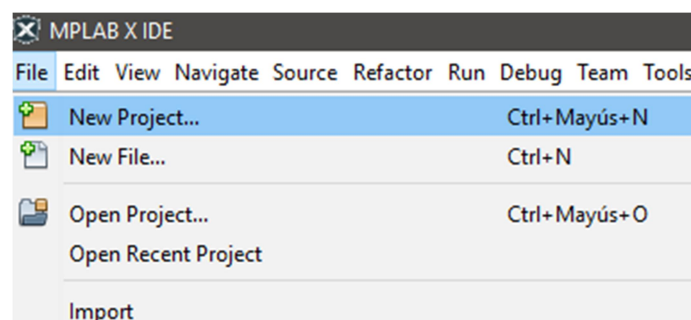 MPLAB X IDE
File Edit View Navigate Source Refactor Run Debug Team Tools
New Project... Ctrl+Mayús+N
New File... Ctrl+N
Open Project... Ctrl+Mayús+O
Open Recent Project
Import